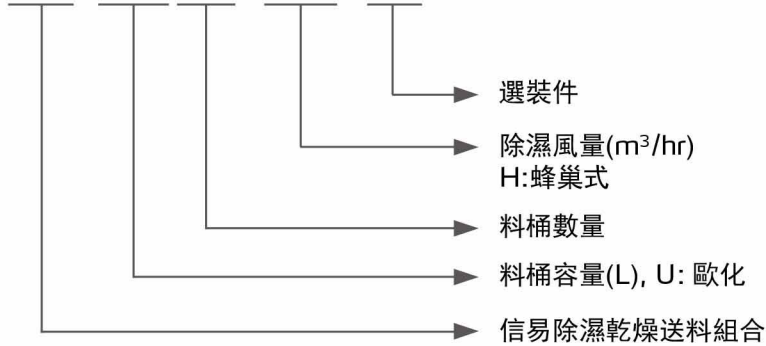 選裝件
除濕風量(m³/hr)
H:蜂巢式
料桶數量
料桶容量(L), U: 歐化
信易除濕乾燥送料組合